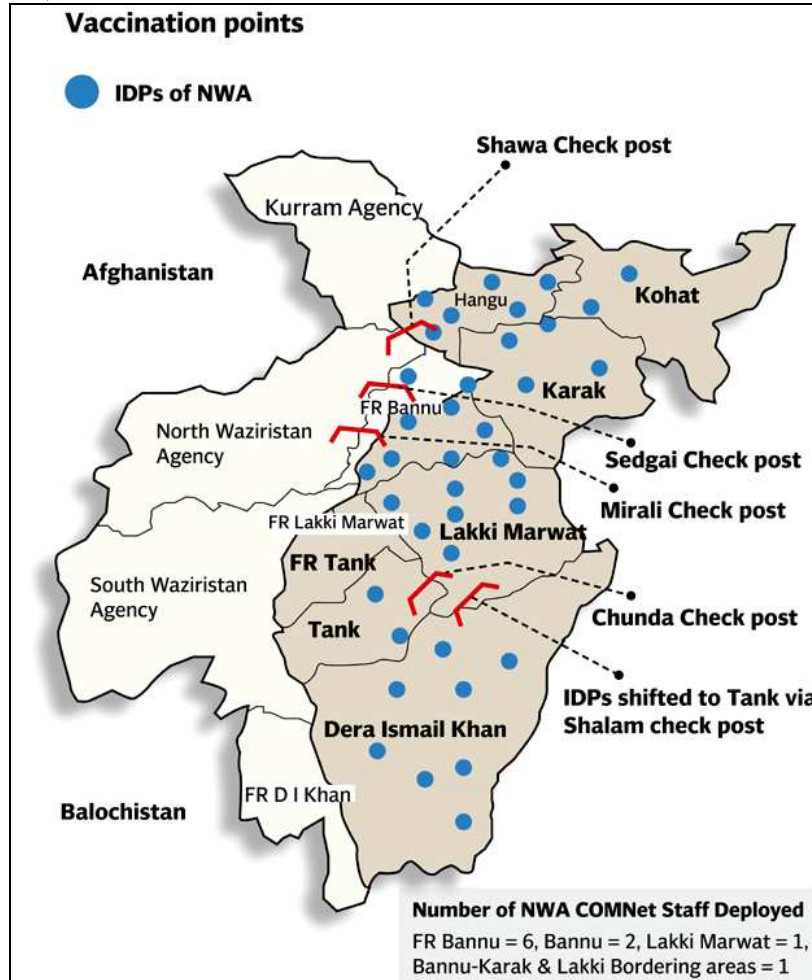 Vaccination points
IDPs of NWA
Shawa Check post
Kurram Agency
Afghanistan
Hangu
Kohat
Karak
FR Bannu
North Waziristan
Agency
Sedgai Check post
Mirali Check post
FR Lakki Marwat
Lakki Marwat
FR Tank
South Waziristan
Agency
Chunda Check post
Tank
IDPs shifted to Tank via
Shalam check post
Dera Ismail Khan
FR D I Khan
Balochistan
Number of NWA COMNet Staff Deployed
FR Bannu = 6, Bannu = 2, Lakki Marwat = 1,
Bannu-Karak & Lakki Bordering areas = 1